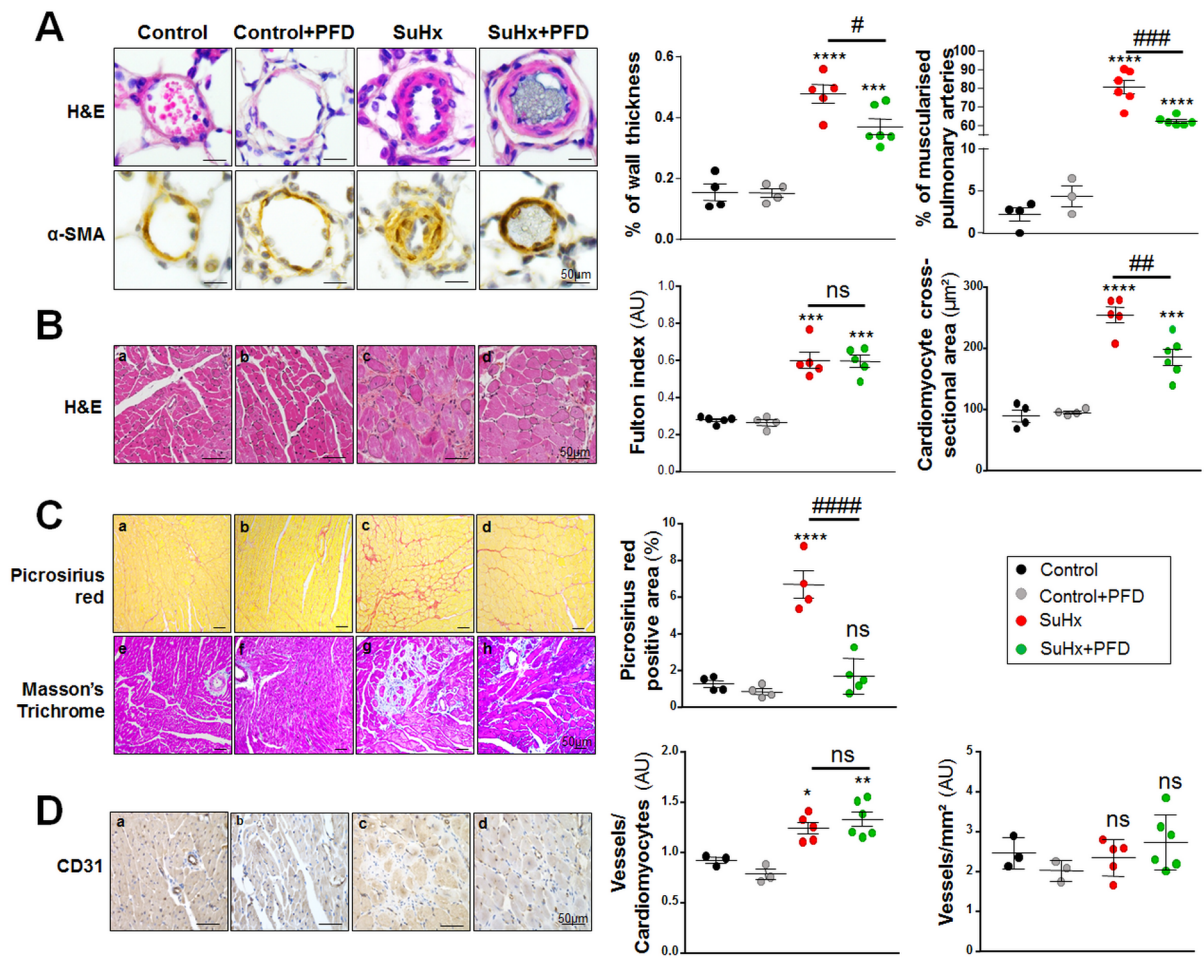 A
Control
Control+PFD
SuHx
SuHx+PFD
H&E
α-SMA
50µm
% of wall thickness
0.6
0.4
0.2
0.0
#
****
***
% of muscularised
pulmonary arteries
100
90
80
70
60
10
5
0
###
****
****
B
H&E
a
b
c
d
50µm
Fulton index (AU)
1.0
0.8
0.6
0.4
0.2
0.0
ns
***
***
Cardiomyocyte cross-
sectional area (µm²)
300
200
100
0
##
****
***
C
Picrosirius
red
a
b
c
d
Masson's
Trichrome
e
f
g
h
50µm
Picrosirius red
positive area (%)
10
8
6
4
2
0
####
****
ns
Control
Control+PFD
SuHx
SuHx+PFD
D
CD31
a
b
c
d
50µm
Vessels/
Cardiomyocytes (AU)
2.0
1.5
1.0
0.5
0.0
ns
*
**
Vessels/mm² (AU)
5
4
3
2
1
0
ns
ns